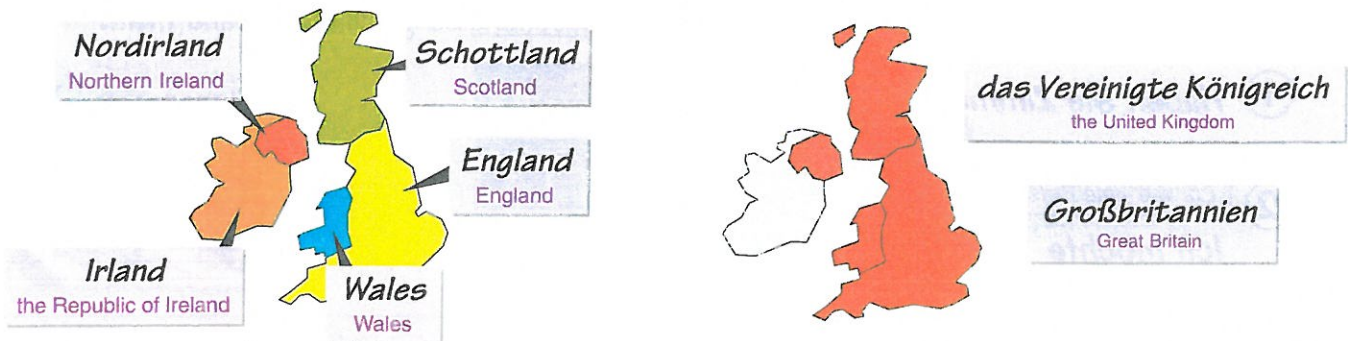 Nordirland
Northern Ireland
Schottland
Scotland
England
England
Irland
the Republic of Ireland
Wales
Wales
das Vereinigte Königreich
the United Kingdom
Großbritannien
Great Britain